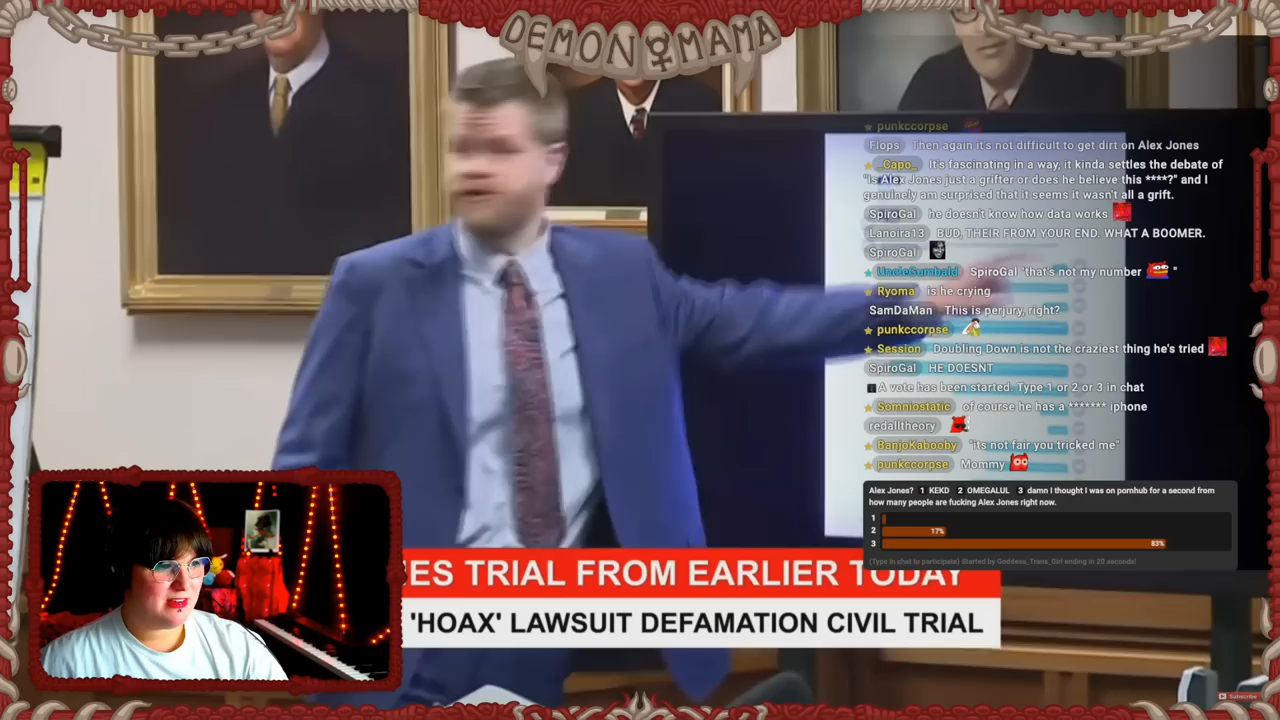 DEMON MAMA
punkccorpse
Flops Then again it's not difficult to get dirt on Alex Jones
_Capo_ It's fascinating in a way, it kinda settles the debate of
"Is Alex Jones just a grifter or does he believe this ****?" and I
genuinely am surprised that it seems it wasn't all a grift.
SpiroGal he doesn't know how data works
Lanoira13 BUD, THEIR FROM YOUR END. WHAT A BOOMER.
SpiroGal
UncleGumbald SpiroGal "that's not my number "
Ryoma is he crying
SamDaMan This is perjury, right?
punkccorpse
Session Doubling Down is not the craziest thing he's tried
SpiroGal HE DOESNT
A vote has been started. Type 1 or 2 or 3 in chat
Somniostatic of course he has a ******* iphone
redalltheory
BanjoKabooby "its not fair you tricked me"
punkccorpse Mommy
Alex Jones? 1 KEKD 2 OMEGALUL 3 damn I thought I was on pornhub for a second from
how many people are fucking Alex Jones right now.
1
2 17%
3 83%
(Type in chat to participate) Started by Goddess_Trans_Girl ending in 20 seconds!
ES TRIAL FROM EARLIER TODAY
'HOAX' LAWSUIT DEFAMATION CIVIL TRIAL
Subscribe